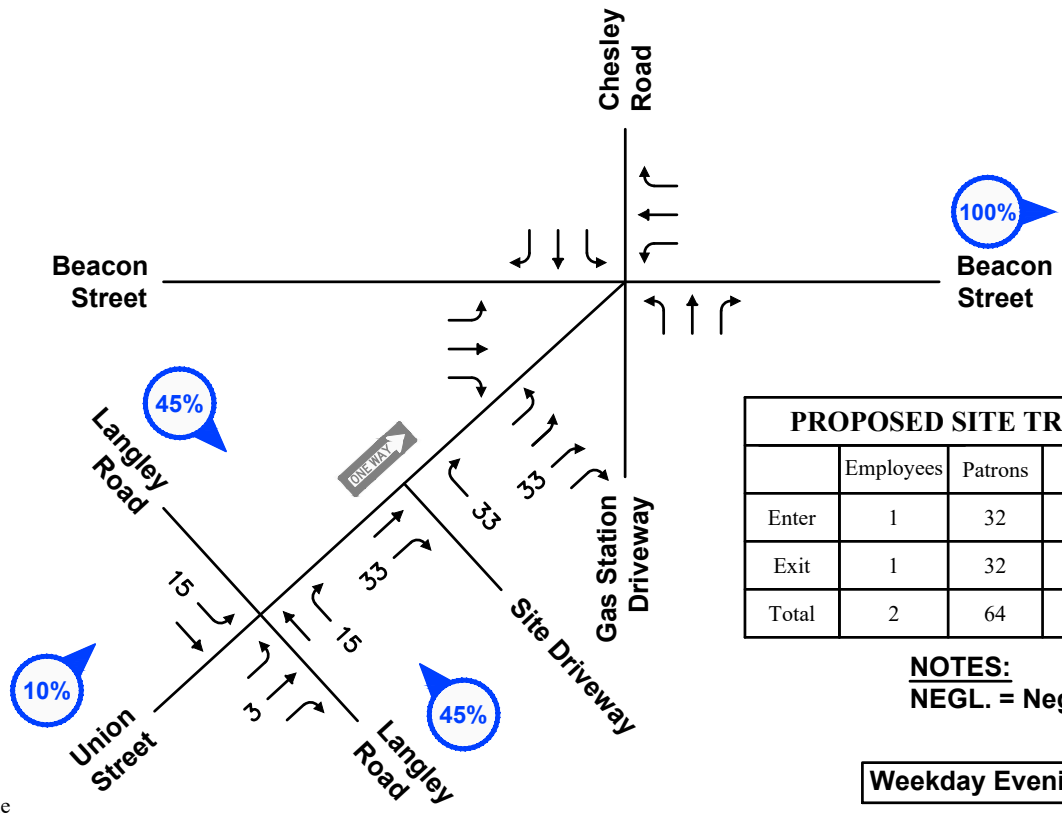 Chesley
Road
100%
Beacon
Street
Beacon
Street
45%
Langley
Road
ONE WAY
33
33
33
15
15
3
10%
45%
Union
Street
Langley
Road
Site Driveway
Gas Station
Driveway
PROPOSED SITE TR
Employees Patrons
Enter 1 32
Exit 1 32
Total 2 64
NOTES:
NEGL. = Neg
Weekday Eveni
e